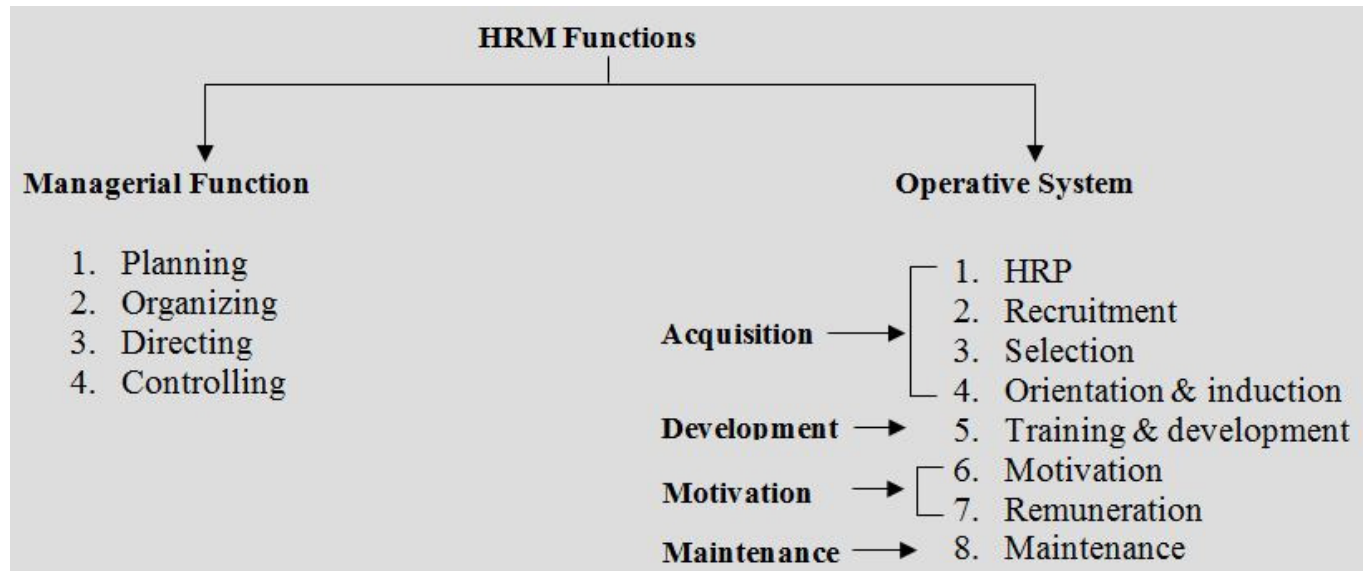 HRM Functions
Managerial Function
1. Planning
2. Organizing
3. Directing
4. Controlling
Operative System
Acquisition
1. HRP
2. Recruitment
3. Selection
4. Orientation & induction
Development
5. Training & development
Motivation
6. Motivation
7. Remuneration
Maintenance
8. Maintenance